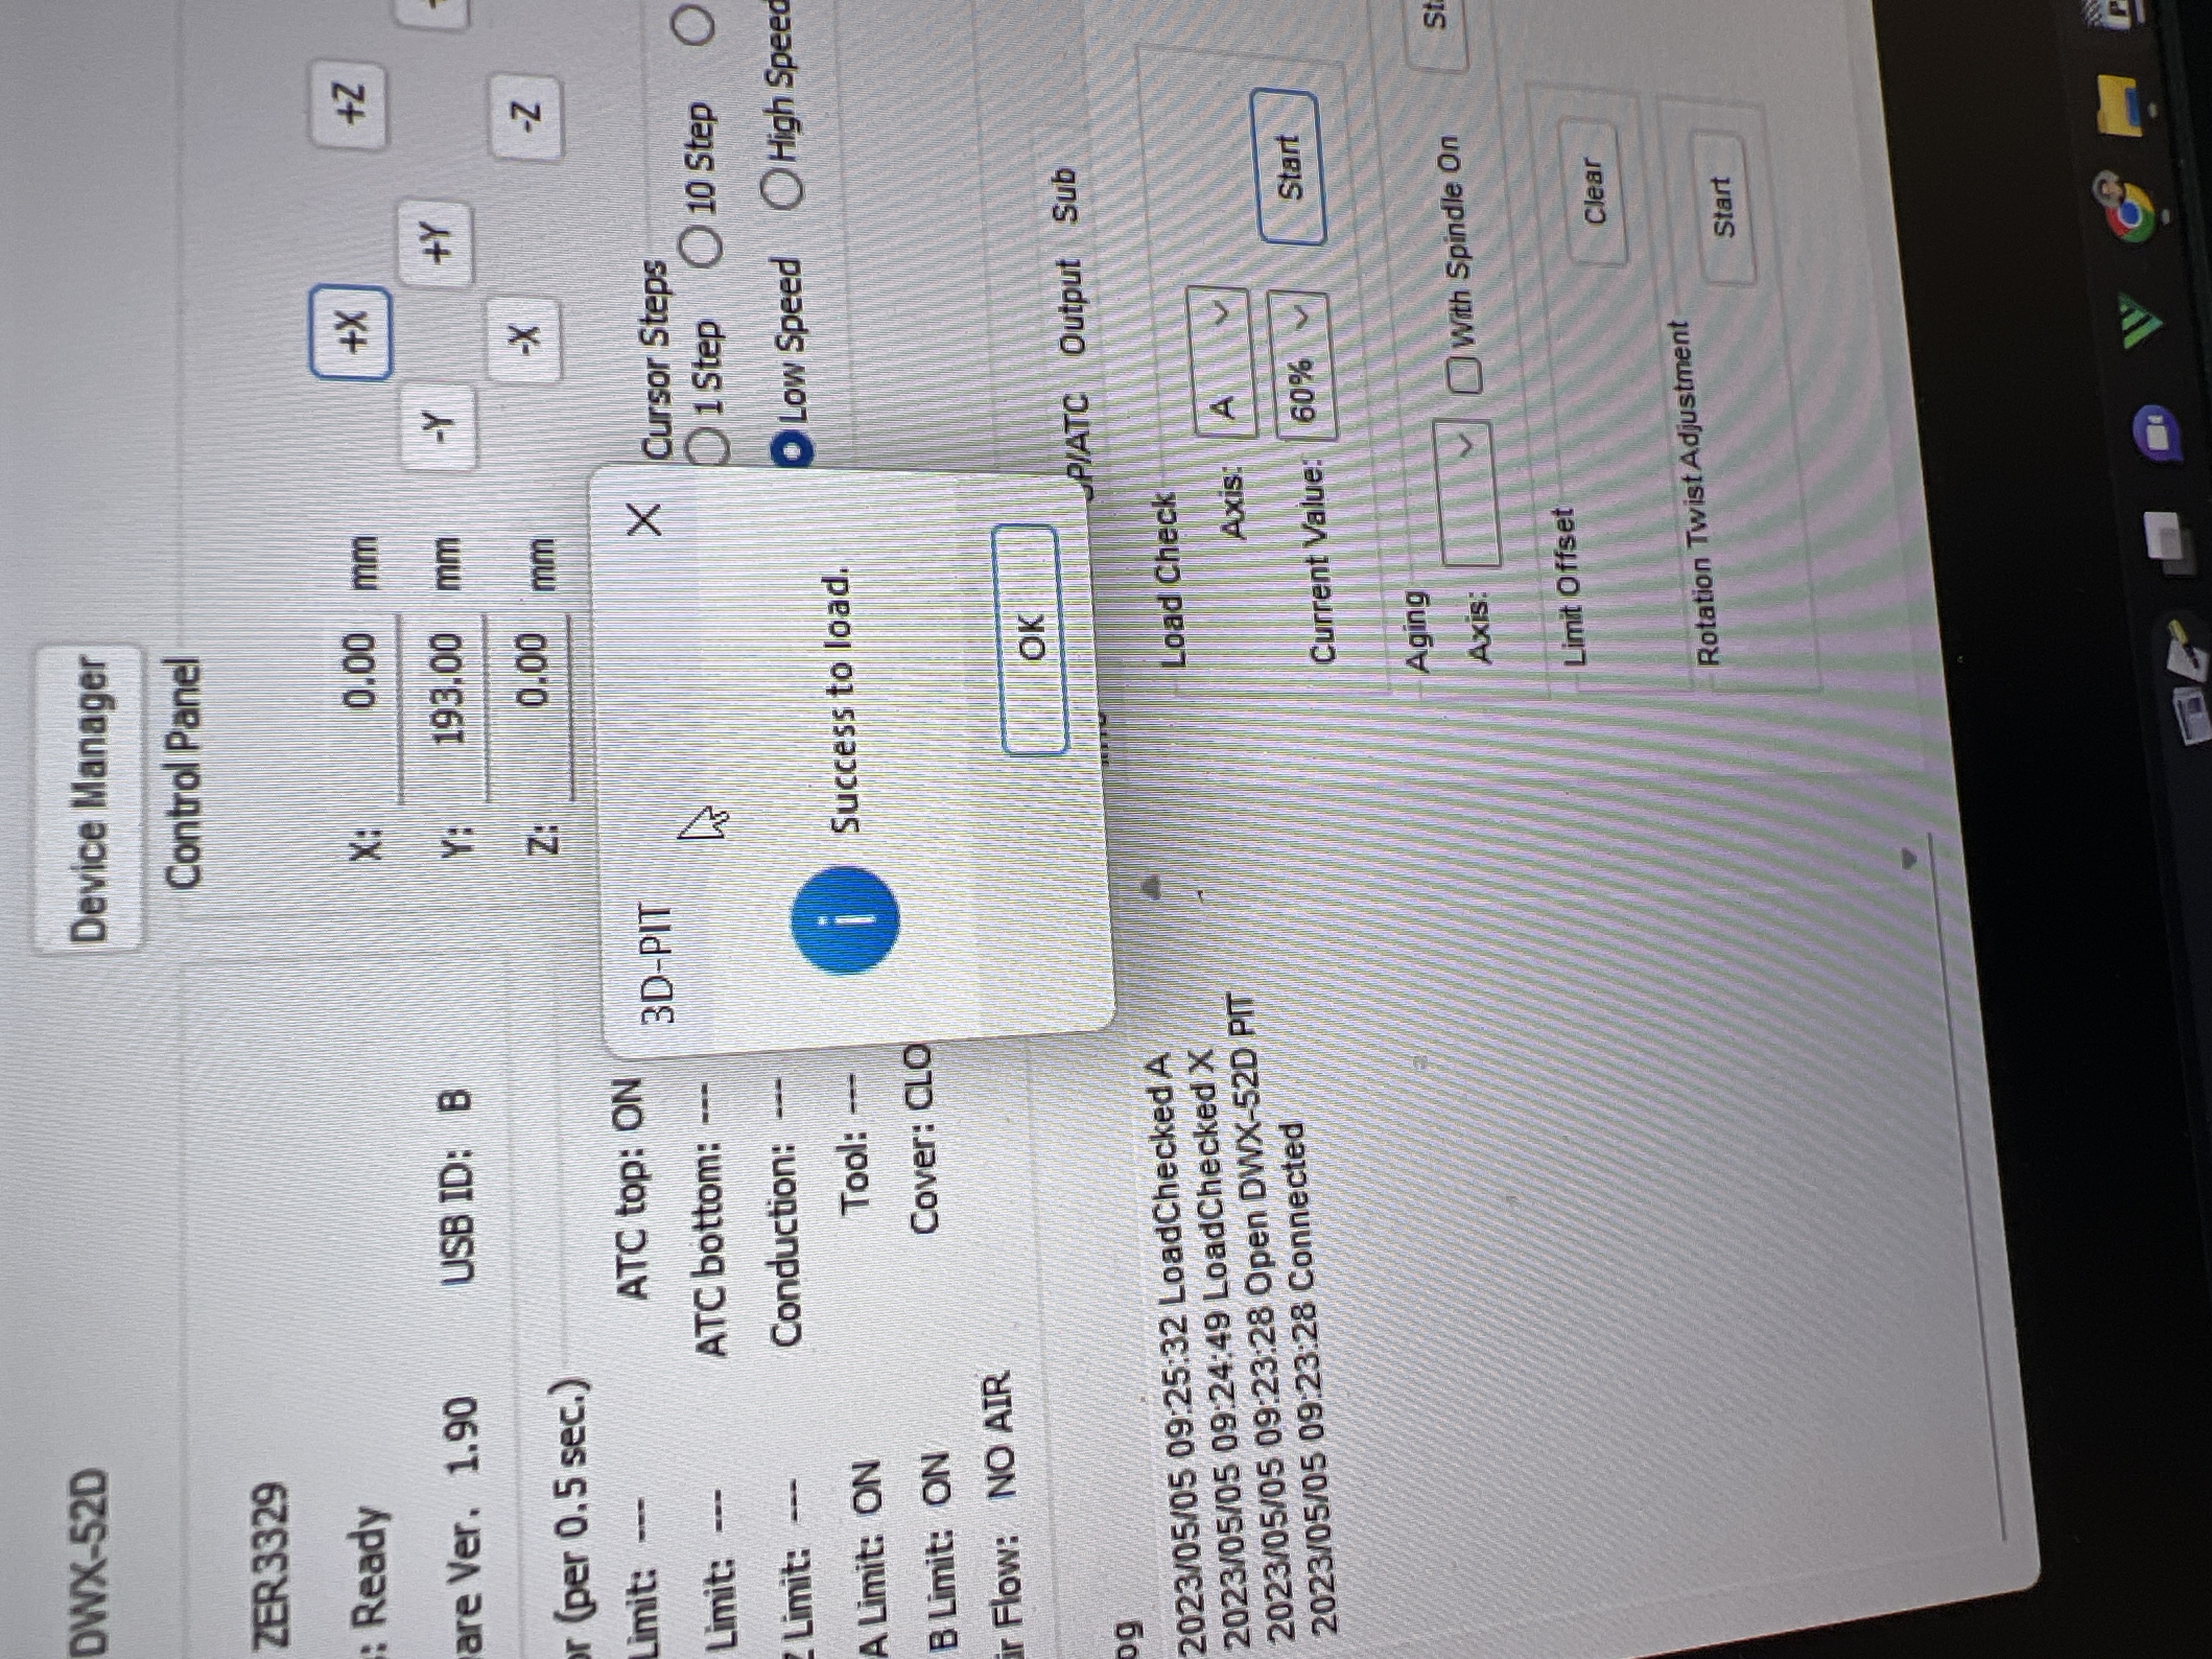 DWX-52D
Device Manager
Control Panel
ZER3329
: Ready
are Ver. 1.90 USB ID: B
X: 0.00 mm
Y: 193.00 mm
Z: 0.00 mm
+X
+Z
-Y
+Y
-X
-Z
or (per 0.5 sec.)
Limit: ---
ATC top: ON
Limit: ---
ATC bottom: ---
Z Limit: ---
Conduction: ---
A Limit: ON
Tool: ---
B Limit: ON
Cover: CLO
ir Flow: NO AIR
3D-PIT
Success to load.
OK
Cursor Steps
1 Step
10 Step
Low Speed
High Speed
P/ATC Output Sub
og
2023/05/05 09:25:32 LoadChecked A
2023/05/05 09:24:49 LoadChecked X
2023/05/05 09:23:28 Open DWX-52D PIT
2023/05/05 09:23:28 Connected
Load Check
Axis: A
Current Value: 60%
Start
Aging
Axis:
With Spindle On
St
Limit Offset
Clear
Rotation Twist Adjustment
Start